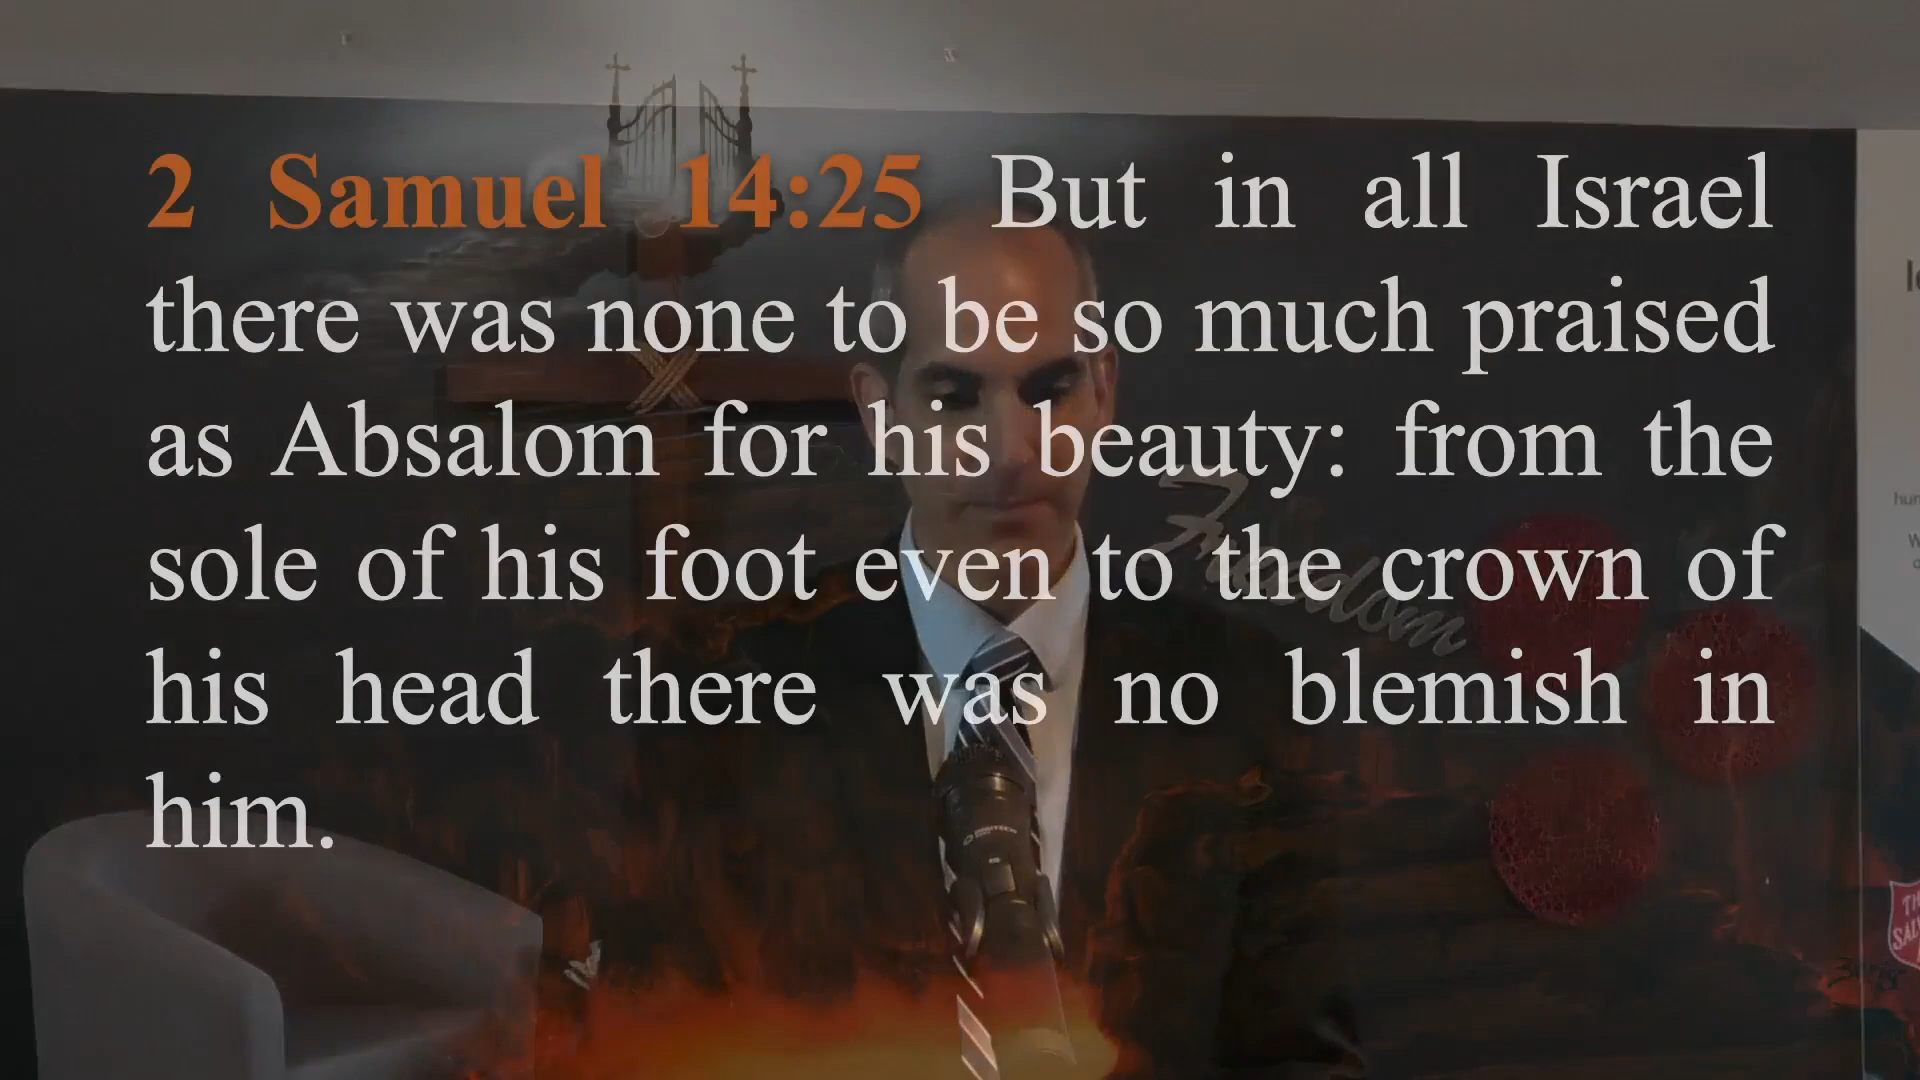 2 Samuel 14:25 But in all Israel
there was none to be so much praised
as Absalom for his beauty: from the
sole of his foot even to the crown of
his head there was no blemish in
him.
Freedom